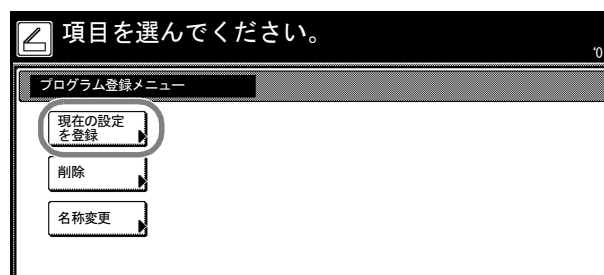 項目を選んでください。
プログラム登録メニュー
現在の設定
を登録
削除
名称変更